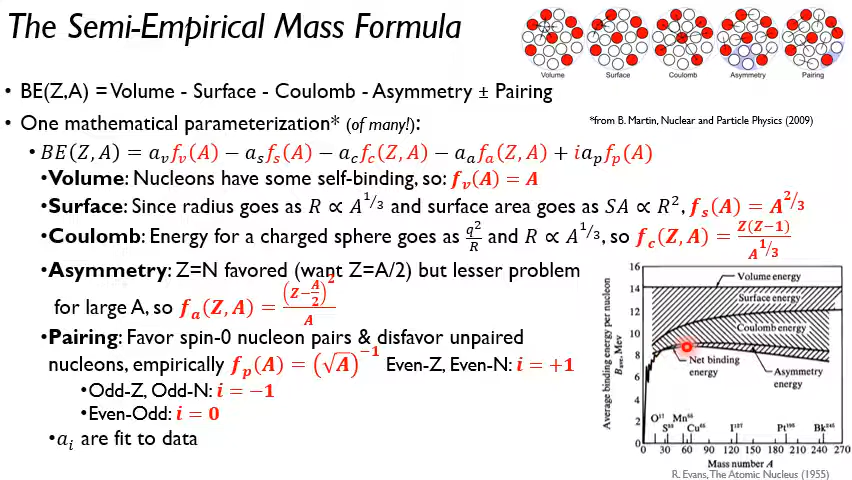 The Semi-Empirical Mass Formula
Volume Surface Coulomb Asymmetry Pairing
• BE(Z,A) = Volume - Surface - Coulomb - Asymmetry ± Pairing
• One mathematical parameterization* (of many!):
*from B. Martin, Nuclear and Particle Physics (2009)
• BE(Z, A) = a_v f_v(A) − a_s f_s(A) − a_c f_c(Z, A) − a_a f_a(Z, A) + i a_p f_p(A)
•Volume: Nucleons have some self-binding, so: f_v(A) = A
•Surface: Since radius goes as R ∝ A^{1/3} and surface area goes as SA ∝ R², f_s(A) = A^{2/3}
•Coulomb: Energy for a charged sphere goes as q²/R and R ∝ A^{1/3}, so f_c(Z, A) = Z(Z−1)/A^{1/3}
•Asymmetry: Z=N favored (want Z=A/2) but lesser problem
for large A, so f_a(Z, A) = (Z−A/2)²/A
•Pairing: Favor spin-0 nucleon pairs & disfavor unpaired
nucleons, empirically f_p(A) = (√A)^{−1} Even-Z, Even-N: i = +1
•Odd-Z, Odd-N: i = −1
•Even-Odd: i = 0
•a_i are fit to data
Average binding energy per nucleon
B_ave, Mev
16
14
12
10
8
6
4
2
0
Volume energy
Surface energy
Coulomb energy
Net binding
energy
Asymmetry
energy
O¹⁷ Mn⁵⁵
S³³ Cu⁶⁵ I¹²⁷ Pt¹⁹⁵ Bk²⁴⁵
0 30 60 90 120 150 180 210 240 270
Mass number A
R. Evans, The Atomic Nucleus (1955)